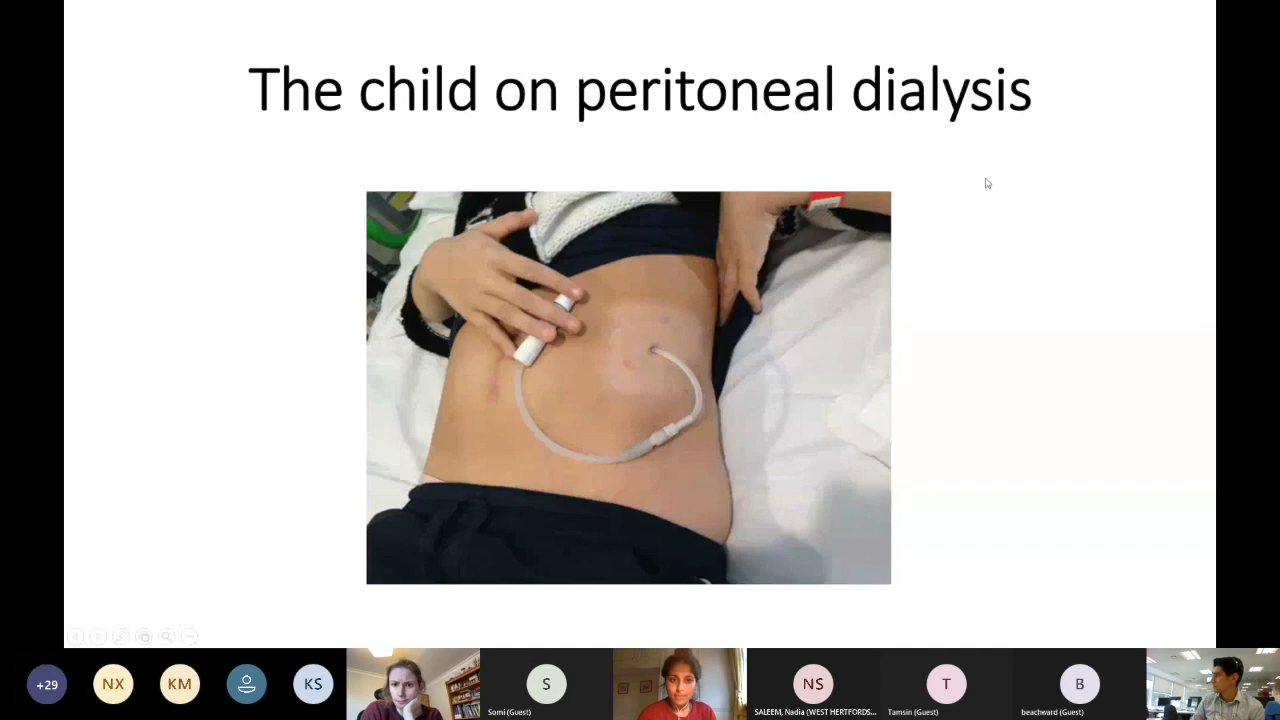 The child on peritoneal dialysis
+29
NX
KM
KS
S
Somi (Guest)
NS
SALEEM, Nadia (WEST HERTFORDS...
T
Tamsin (Guest)
B
beachward (Guest)